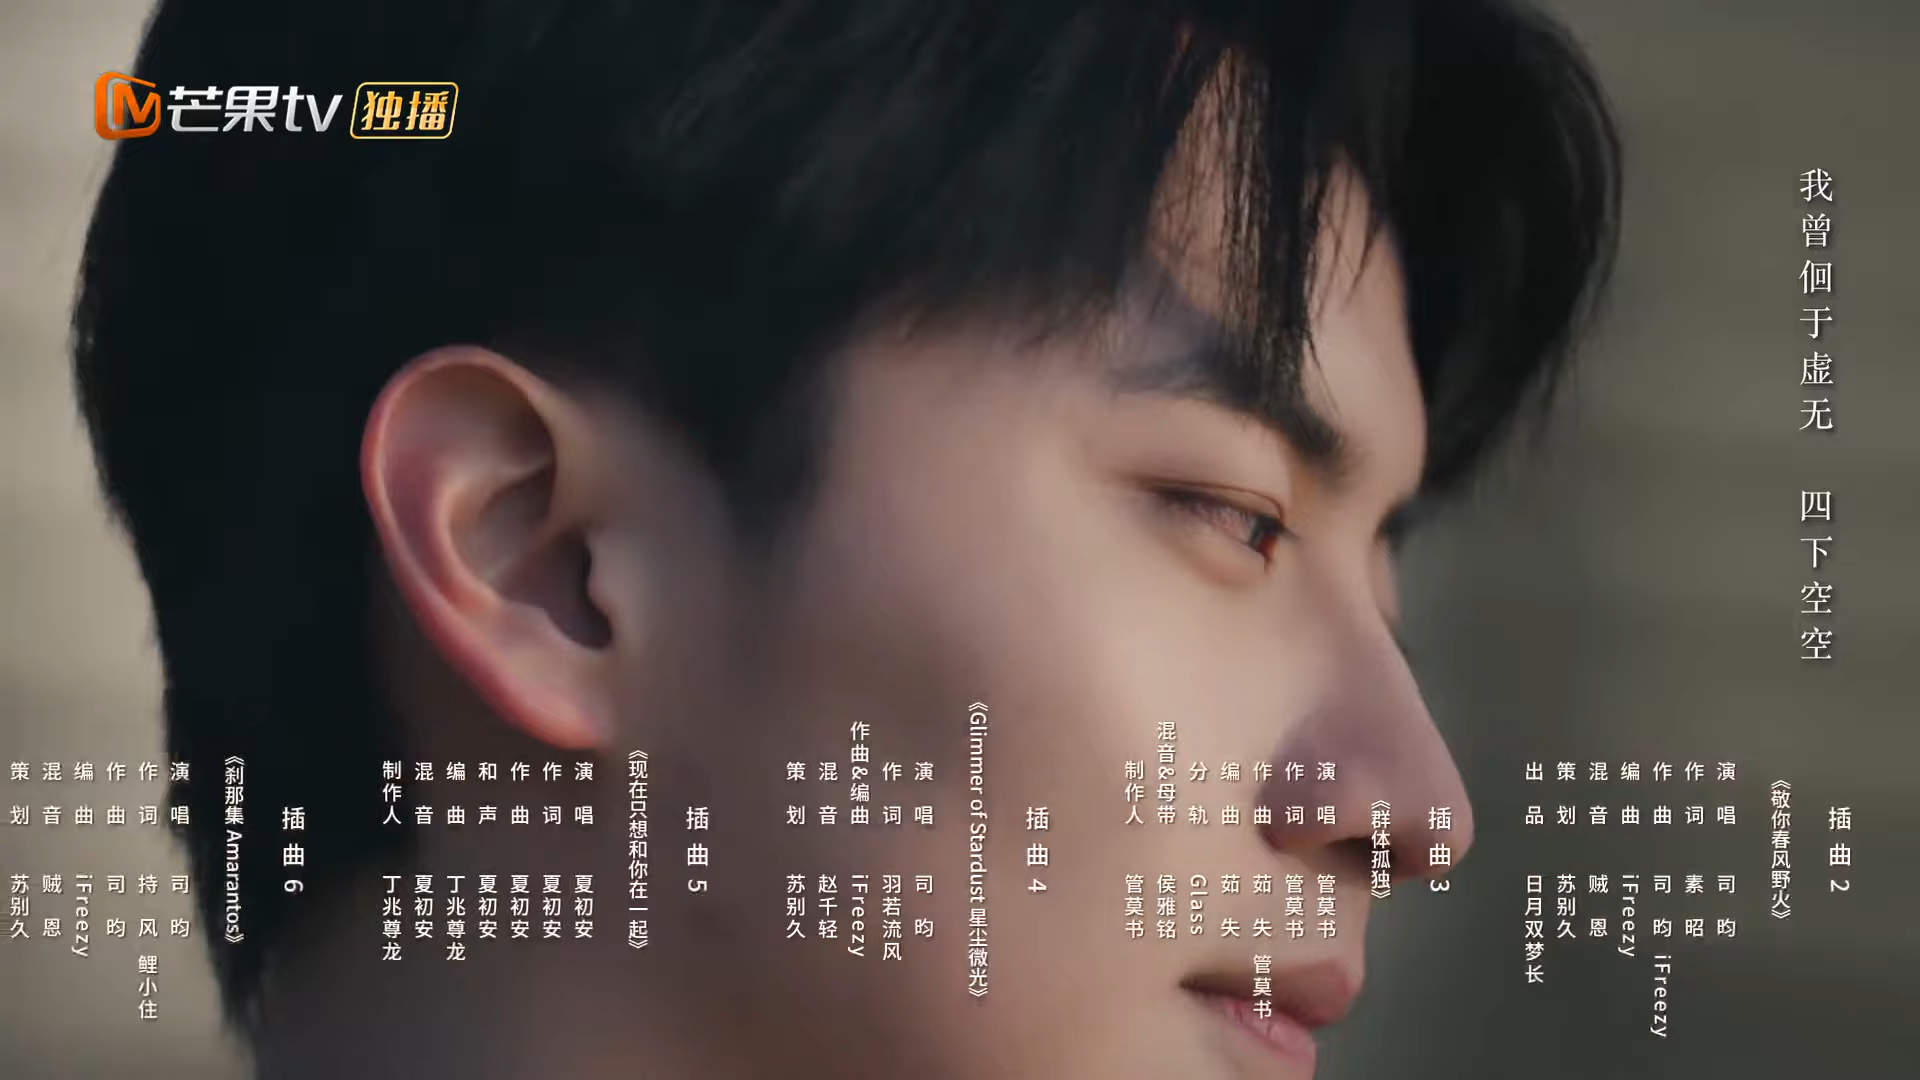 芒果tv 独播
我曾佪于虚无 四下空空
插曲2
《敬你春风野火》
演唱 司昀
作词 素昭
作曲 司昀 iFreezy
编曲 iFreezy
混音 贼恩
策划 苏别久
出品 日月双梦长
插曲3
《群体孤独》
演唱 管莫书
作词 管莫书
作曲 茹失 管莫书
编曲 茹失
分轨 Glass
混音&母带 侯雅铭
制作人 管莫书
插曲4
《Glimmer of Stardust 星尘微光》
演唱 司昀
作词 羽若流风
作曲&编曲 iFreezy
混音 赵千轻
策划 苏别久
插曲5
《现在只想和你在一起》
演唱 夏初安
作词 夏初安
作曲 夏初安
和声 夏初安
编曲 丁兆尊龙
混音 夏初安
制作人 丁兆尊龙
插曲6
《刹那集 Amarantos》
演唱 司昀
作词 持风 鲤小住
作曲 司昀
编曲 iFreezy
混音 贼恩
策划 苏别久